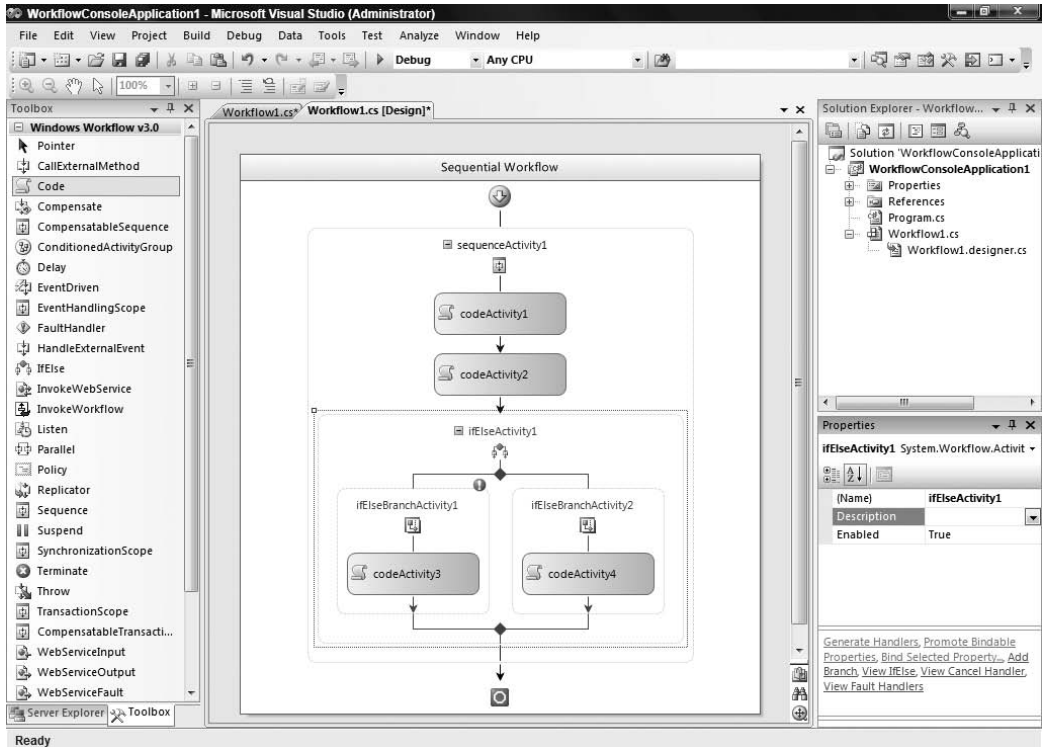 WorkflowConsoleApplication1 - Microsoft Visual Studio (Administrator)
File Edit View Project Build Debug Data Tools Test Analyze Window Help
Debug Any CPU
100%
Toolbox
Windows Workflow v3.0
Pointer
CallExternalMethod
Code
Compensate
CompensatableSequence
ConditionedActivityGroup
Delay
EventDriven
EventHandlingScope
FaultHandler
HandleExternalEvent
IfElse
InvokeWebService
InvokeWorkflow
Listen
Parallel
Policy
Replicator
Sequence
Suspend
SynchronizationScope
Terminate
Throw
TransactionScope
CompensatableTransacti...
WebServiceInput
WebServiceOutput
WebServiceFault
Server Explorer Toolbox
Workflow1.cs* Workflow1.cs [Design]*
Sequential Workflow
sequenceActivity1
codeActivity1
codeActivity2
ifElseActivity1
ifElseBranchActivity1 ifElseBranchActivity2
codeActivity3 codeActivity4
Solution Explorer - Workflow...
Solution 'WorkflowConsoleApplicati
WorkflowConsoleApplication1
Properties
References
Program.cs
Workflow1.cs
Workflow1.designer.cs
Properties
ifElseActivity1 System.Workflow.Activit
(Name) ifElseActivity1
Description
Enabled True
Generate Handlers, Promote Bindable
Properties, Bind Selected Property..., Add
Branch, View IfElse, View Cancel Handler,
View Fault Handlers
Ready